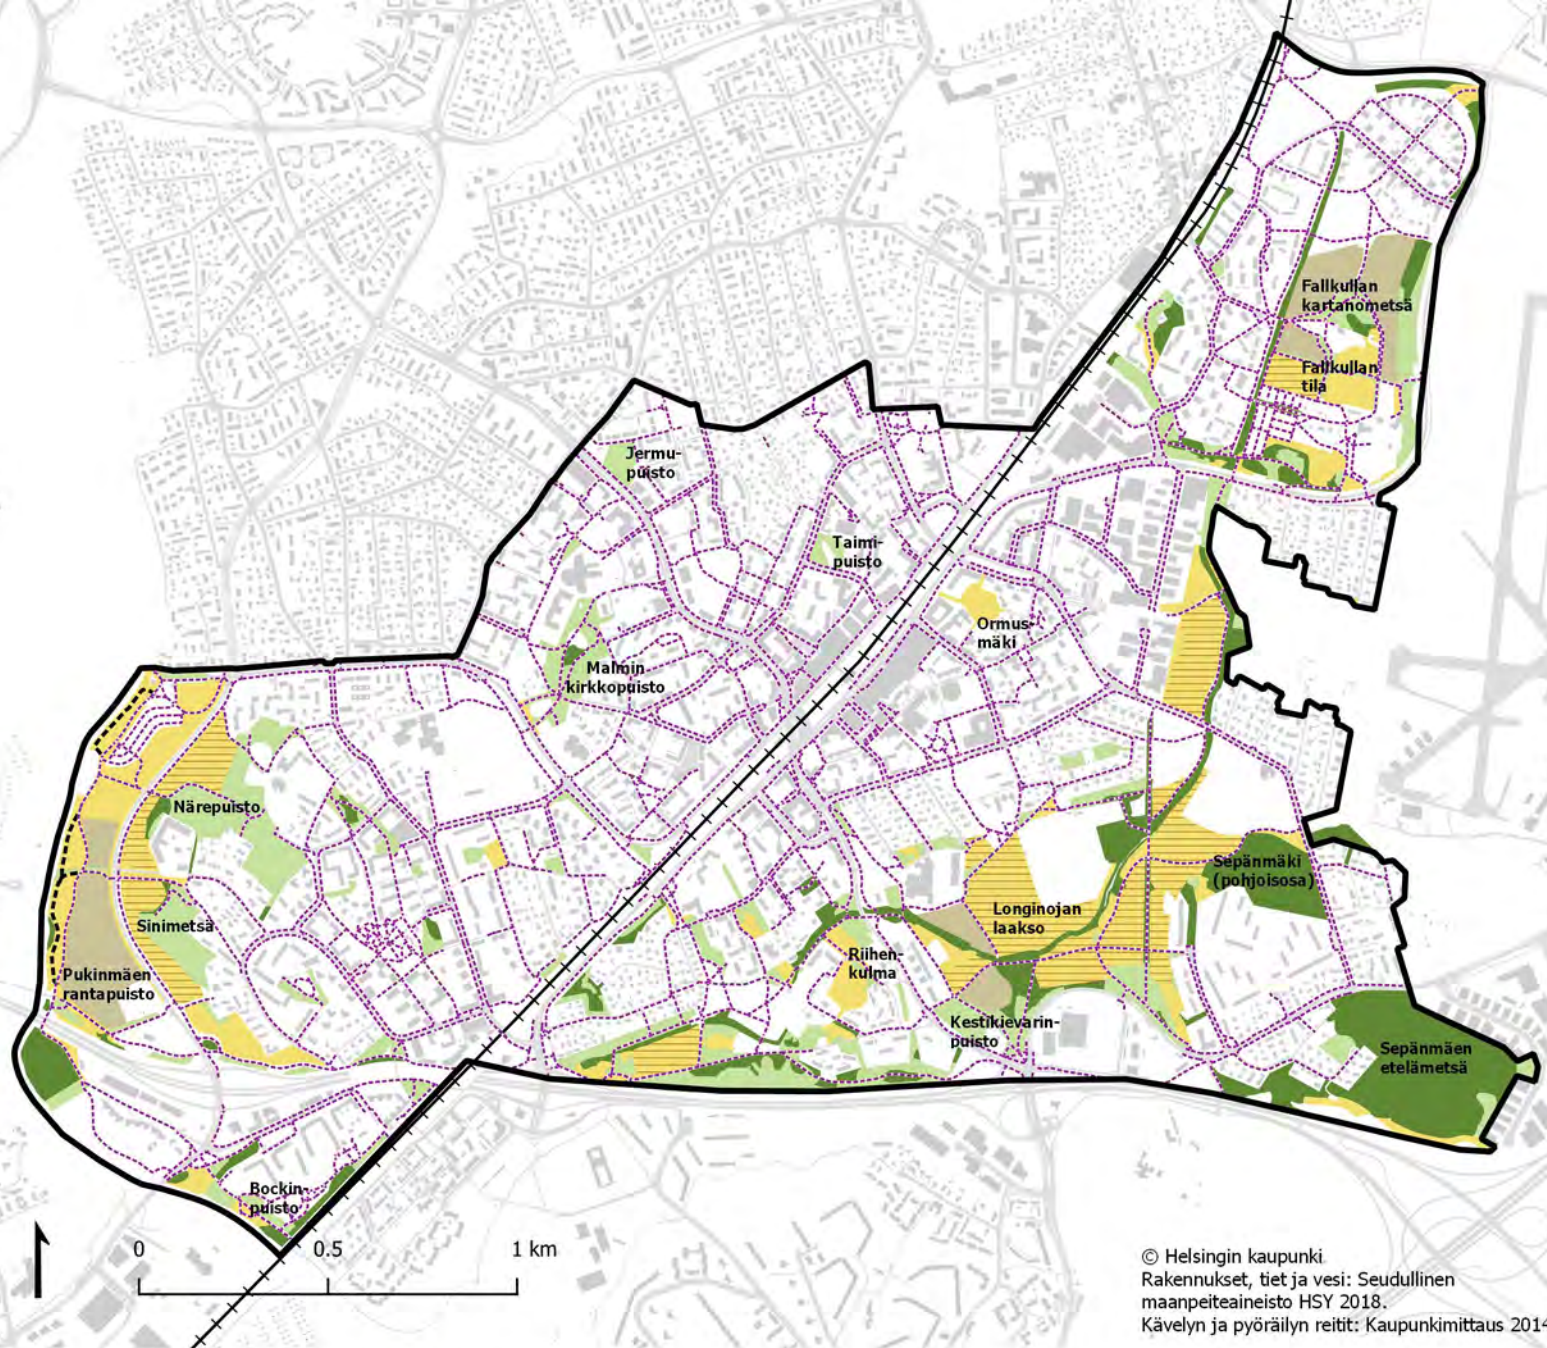 Fallkullan
kartanometsä
Fallkullan
tila
Jermu-
puisto
Taimi-
puisto
Ormus-
mäki
Malmin
kirkkopuisto
Närepuisto
Sinimetsä
Pukinmäen
rantapuisto
Sepänmäki
(pohjoisosa)
Longinojan
laakso
Riihen-
kulma
Kestikievarin-
puisto
Sepänmäen
etelämetsä
Bockin-
puisto
0 0.5 1 km
© Helsingin kaupunki
Rakennukset, tiet ja vesi: Seudullinen
maanpeiteaineisto HSY 2018.
Kävelyn ja pyöräilyn reitit: Kaupunkimittaus 2014